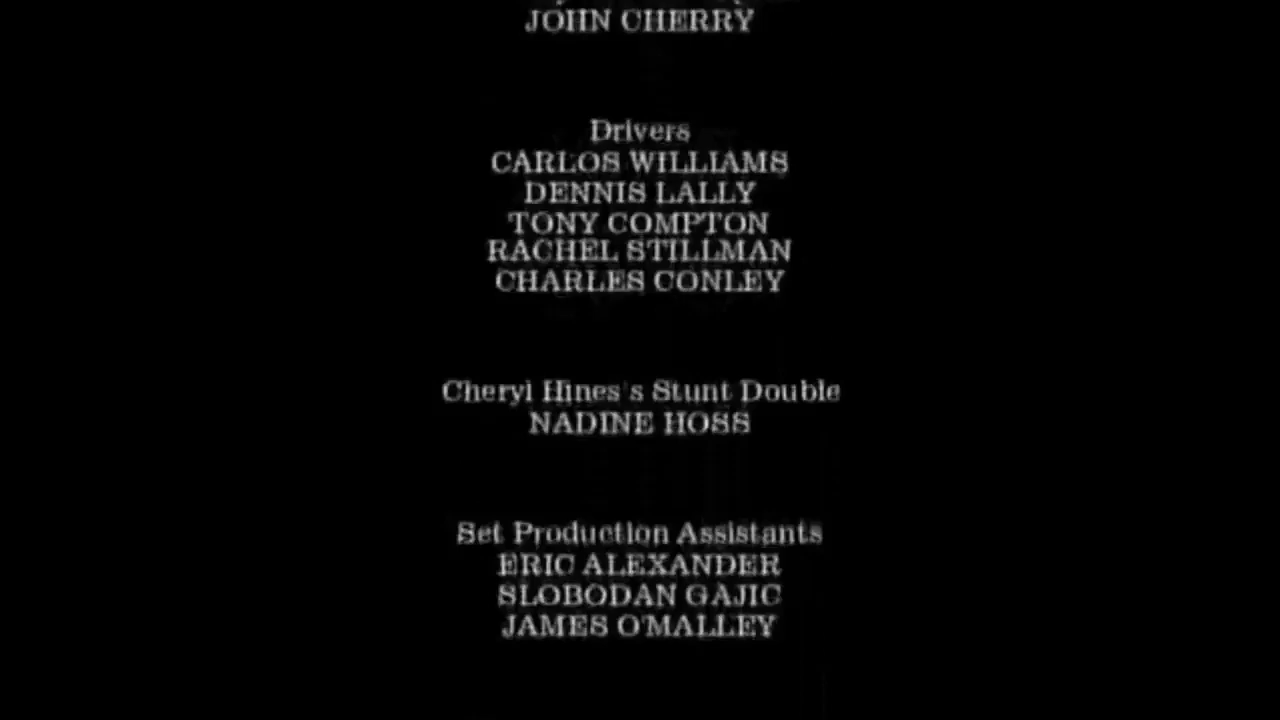 JOHN CHERRY
Drivers
CARLOS WILLIAMS
DENNIS LALLY
TONY COMPTON
RACHEL STILLMAN
CHARLES CONLEY
Cheryl Hines's Stunt Double
NADINE HOSS
Set Production Assistants
ERIC ALEXANDER
SLOBODAN GAJIC
JAMES O'MALLEY